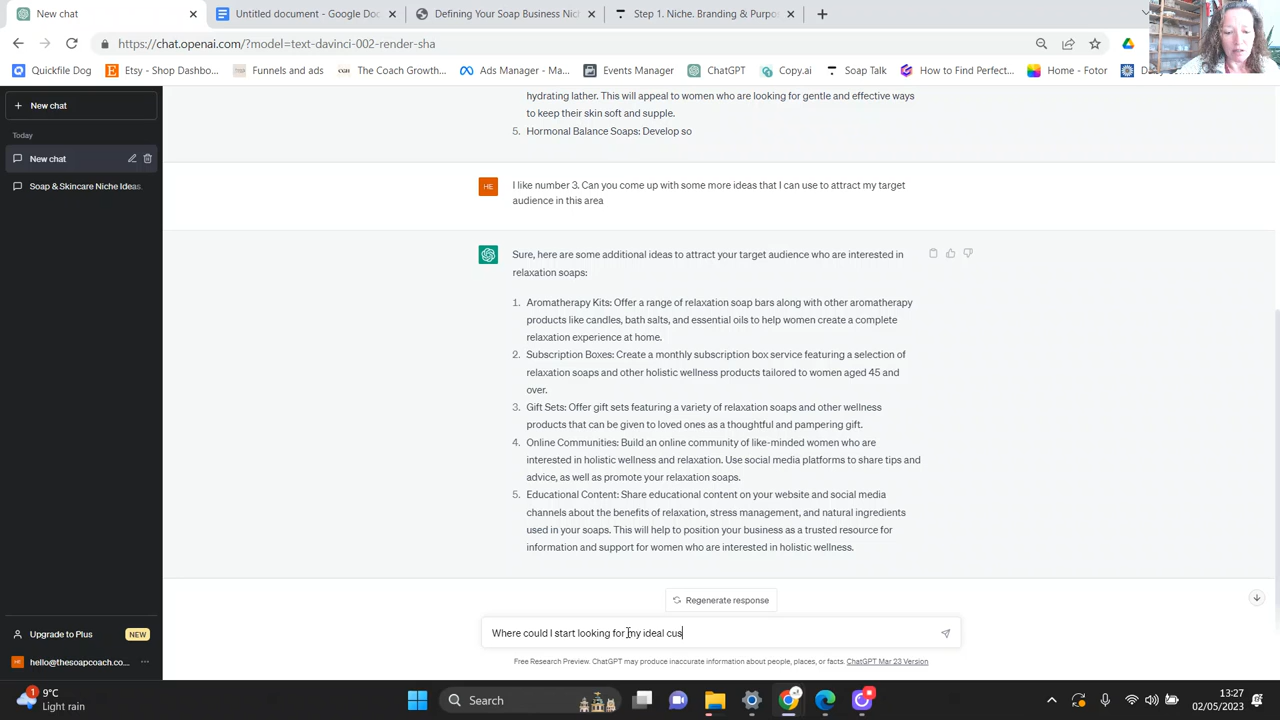 Untitled document - Google Doc
Defining Your Soap Business Nich
Step 1. Niche. Branding & Purpo
https://chat.openai.com/?model=text-davinci-002-render-sha
Quickfile Dog
Etsy - Shop Dashbo...
Funnels and ads
The Coach Growth...
Ads Manager - Ma...
Events Manager
ChatGPT
Copy.ai
Soap Talk
How to Find Perfect...
Home - Fotor
New chat
Today
New chat
Soap & Skincare Niche Ideas.
hydrating lather. This will appeal to women who are looking for gentle and effective ways
to keep their skin soft and supple.
5. Hormonal Balance Soaps: Develop so
HE
I like number 3. Can you come up with some more ideas that I can use to attract my target
audience in this area
Sure, here are some additional ideas to attract your target audience who are interested in
relaxation soaps:
1. Aromatherapy Kits: Offer a range of relaxation soap bars along with other aromatherapy
products like candles, bath salts, and essential oils to help women create a complete
relaxation experience at home.
2. Subscription Boxes: Create a monthly subscription box service featuring a selection of
relaxation soaps and other holistic wellness products tailored to women aged 45 and
over.
3. Gift Sets: Offer gift sets featuring a variety of relaxation soaps and other wellness
products that can be given to loved ones as a thoughtful and pampering gift.
4. Online Communities: Build an online community of like-minded women who are
interested in holistic wellness and relaxation. Use social media platforms to share tips and
advice, as well as promote your relaxation soaps.
5. Educational Content: Share educational content on your website and social media
channels about the benefits of relaxation, stress management, and natural ingredients
used in your soaps. This will help to position your business as a trusted resource for
information and support for women who are interested in holistic wellness.
Regenerate response
Where could I start looking for my ideal cus
Free Research Preview. ChatGPT may produce inaccurate information about people, places, or facts. ChatGPT Mar 23 Version
Upgrade to Plus
NEW
HE
hello@thesoapcoach.co...
1
9°C
Light rain
Search
13:27
02/05/2023